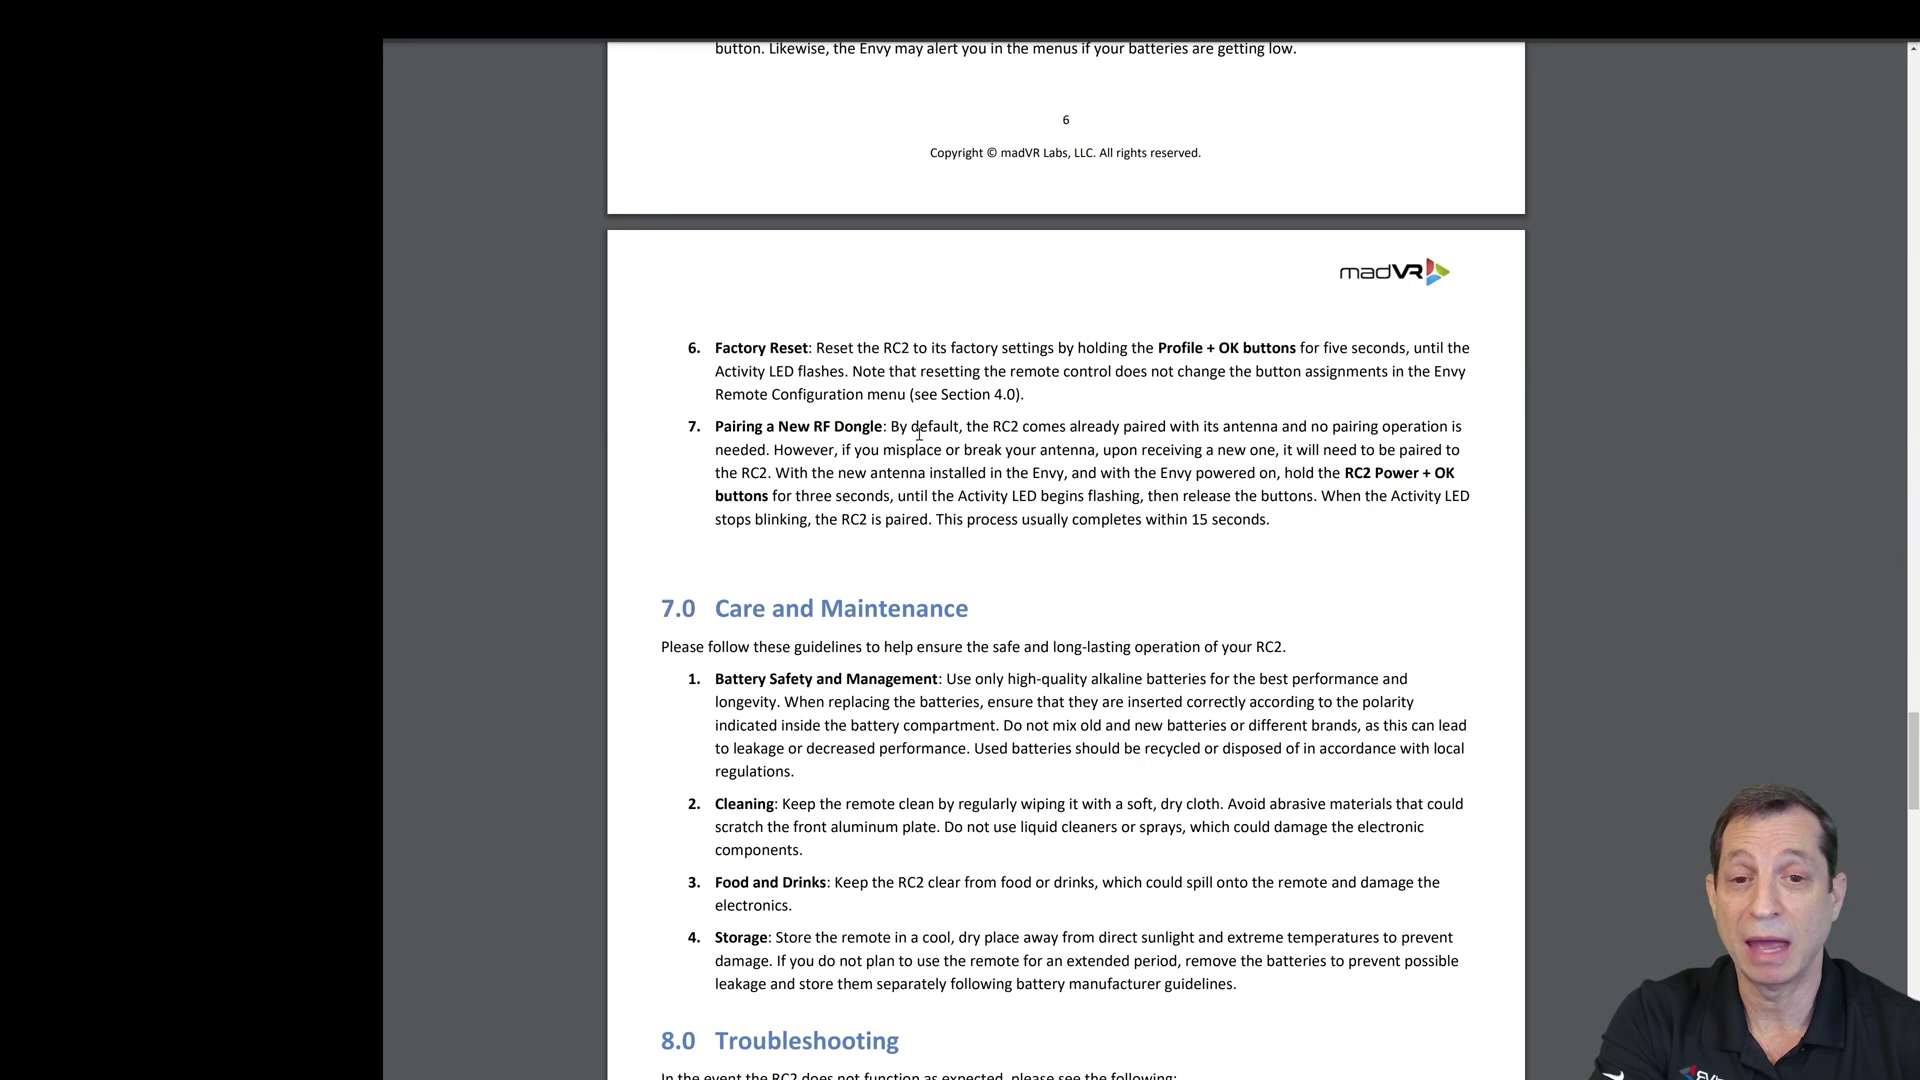 button. Likewise, the Envy may alert you in the menus if your batteries are getting low.
6
Copyright © madVR Labs, LLC. All rights reserved.
madVR
6. Factory Reset: Reset the RC2 to its factory settings by holding the Profile + OK buttons for five seconds, until the
Activity LED flashes. Note that resetting the remote control does not change the button assignments in the Envy
Remote Configuration menu (see Section 4.0).
7. Pairing a New RF Dongle: By default, the RC2 comes already paired with its antenna and no pairing operation is
needed. However, if you misplace or break your antenna, upon receiving a new one, it will need to be paired to
the RC2. With the new antenna installed in the Envy, and with the Envy powered on, hold the RC2 Power + OK
buttons for three seconds, until the Activity LED begins flashing, then release the buttons. When the Activity LED
stops blinking, the RC2 is paired. This process usually completes within 15 seconds.
7.0 Care and Maintenance
Please follow these guidelines to help ensure the safe and long-lasting operation of your RC2.
1. Battery Safety and Management: Use only high-quality alkaline batteries for the best performance and
longevity. When replacing the batteries, ensure that they are inserted correctly according to the polarity
indicated inside the battery compartment. Do not mix old and new batteries or different brands, as this can lead
to leakage or decreased performance. Used batteries should be recycled or disposed of in accordance with local
regulations.
2. Cleaning: Keep the remote clean by regularly wiping it with a soft, dry cloth. Avoid abrasive materials that could
scratch the front aluminum plate. Do not use liquid cleaners or sprays, which could damage the electronic
components.
3. Food and Drinks: Keep the RC2 clear from food or drinks, which could spill onto the remote and damage the
electronics.
4. Storage: Store the remote in a cool, dry place away from direct sunlight and extreme temperatures to prevent
damage. If you do not plan to use the remote for an extended period, remove the batteries to prevent possible
leakage and store them separately following battery manufacturer guidelines.
8.0 Troubleshooting
In the event the RC2 does not function as expected, please see the following: